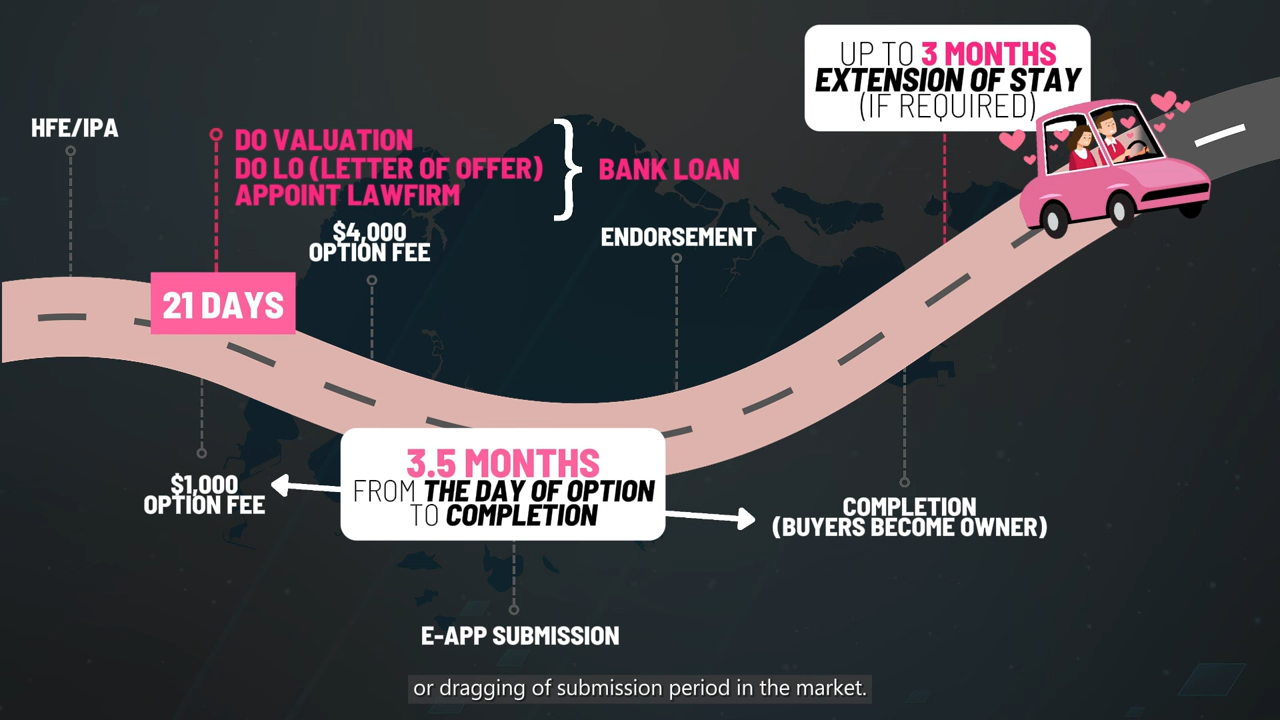 UP TO 3 MONTHS
EXTENSION OF STAY
(IF REQUIRED)
HFE/IPA
DO VALUATION
DO LO (LETTER OF OFFER)
APPOINT LAWFIRM
BANK LOAN
$4,000
OPTION FEE
ENDORSEMENT
21 DAYS
$1,000
OPTION FEE
3.5 MONTHS
FROM THE DAY OF OPTION
TO COMPLETION
COMPLETION
(BUYERS BECOME OWNER)
E-APP SUBMISSION
or dragging of submission period in the market.